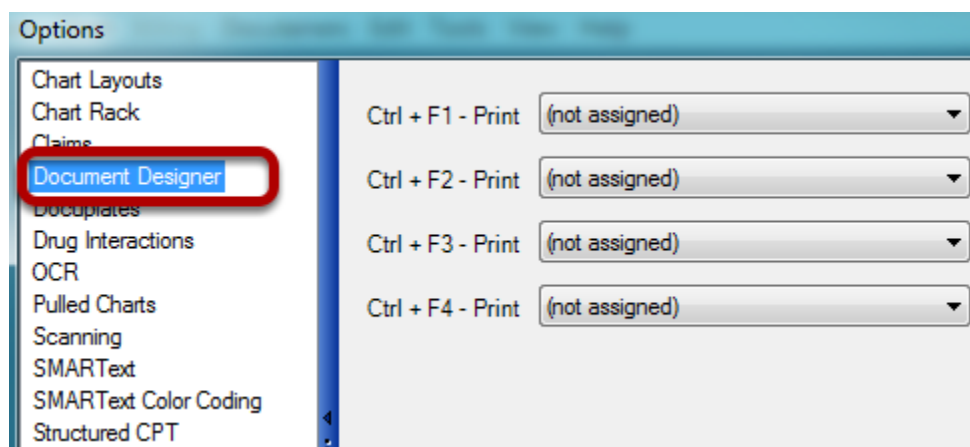 Options
Chart Layouts
Chart Rack
Claims
Document Designer
Docuplates
Drug Interactions
OCR
Pulled Charts
Scanning
SMARText
SMARText Color Coding
Structured CPT
Ctrl + F1 - Print (not assigned)
Ctrl + F2 - Print (not assigned)
Ctrl + F3 - Print (not assigned)
Ctrl + F4 - Print (not assigned)